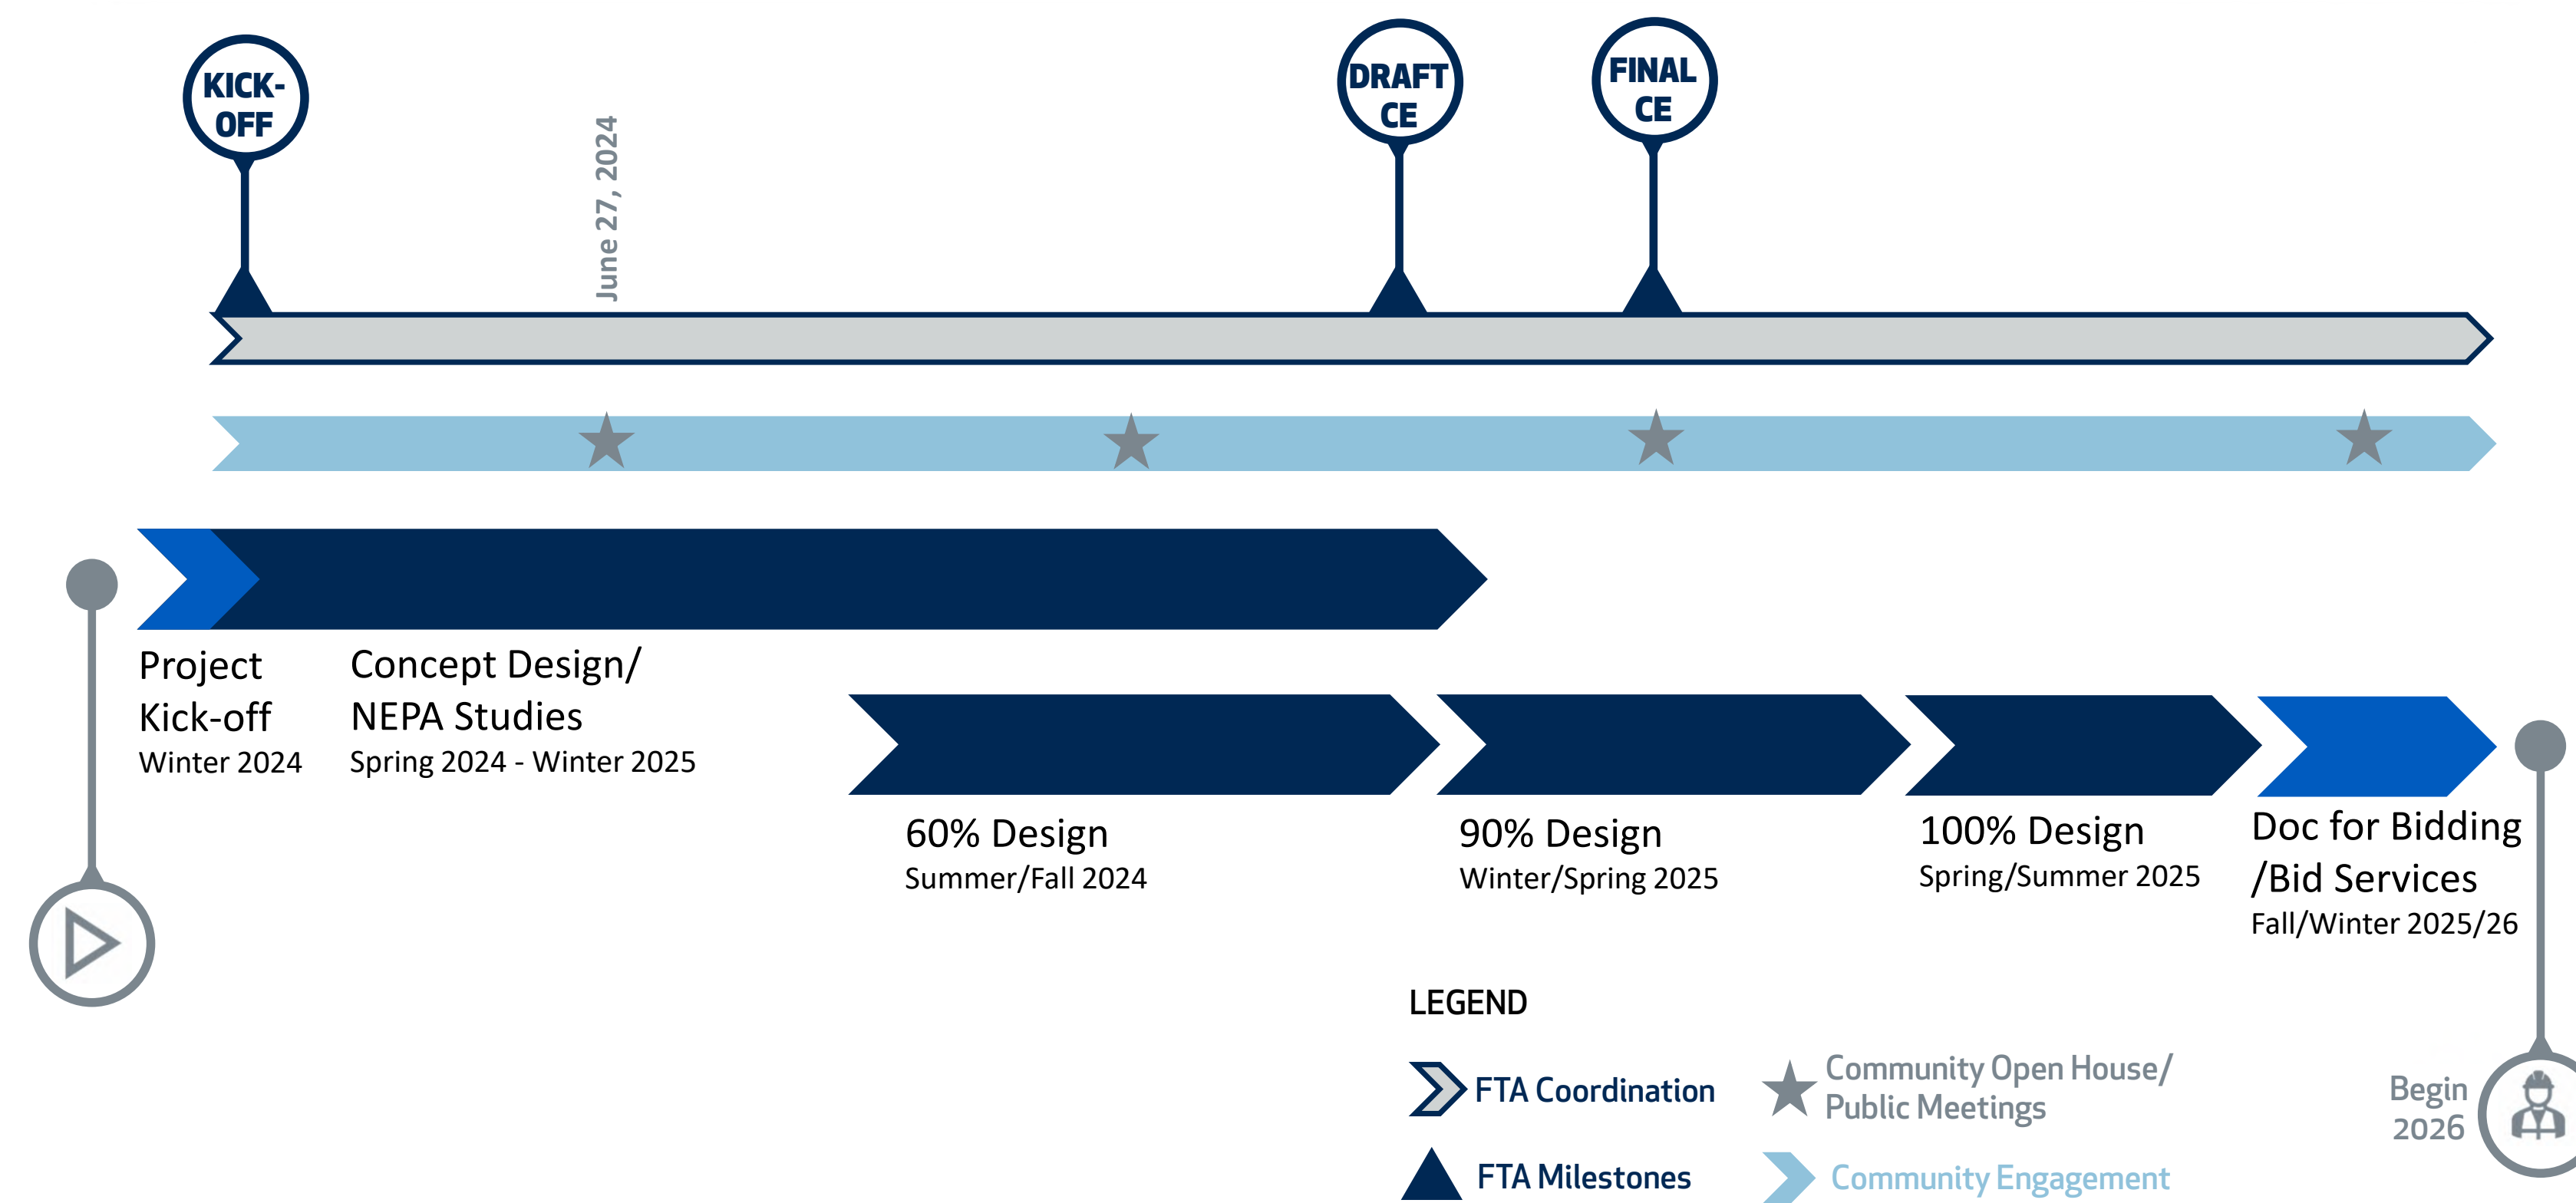 KICK-
OFF
DRAFT
CE
FINAL
CE
June 27, 2024
Project
Kick-off
Winter 2024
Concept Design/
NEPA Studies
Spring 2024 - Winter 2025
60% Design
Summer/Fall 2024
90% Design
Winter/Spring 2025
100% Design
Spring/Summer 2025
Doc for Bidding
/Bid Services
Fall/Winter 2025/26
LEGEND
FTA Coordination
Community Open House/
Public Meetings
FTA Milestones
Community Engagement
Begin
2026